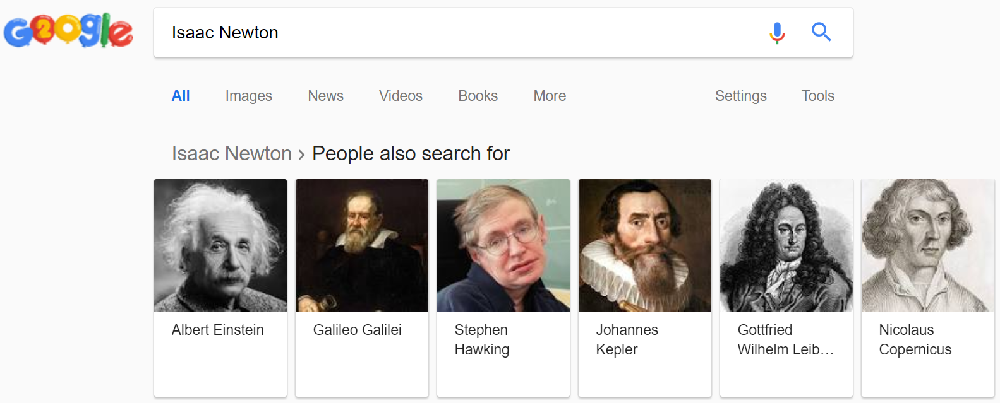 G20gle
Isaac Newton
All Images News Videos Books More Settings Tools
Isaac Newton › People also search for
Albert Einstein
Galileo Galilei
Stephen
Hawking
Johannes
Kepler
Gottfried
Wilhelm Leib…
Nicolaus
Copernicus